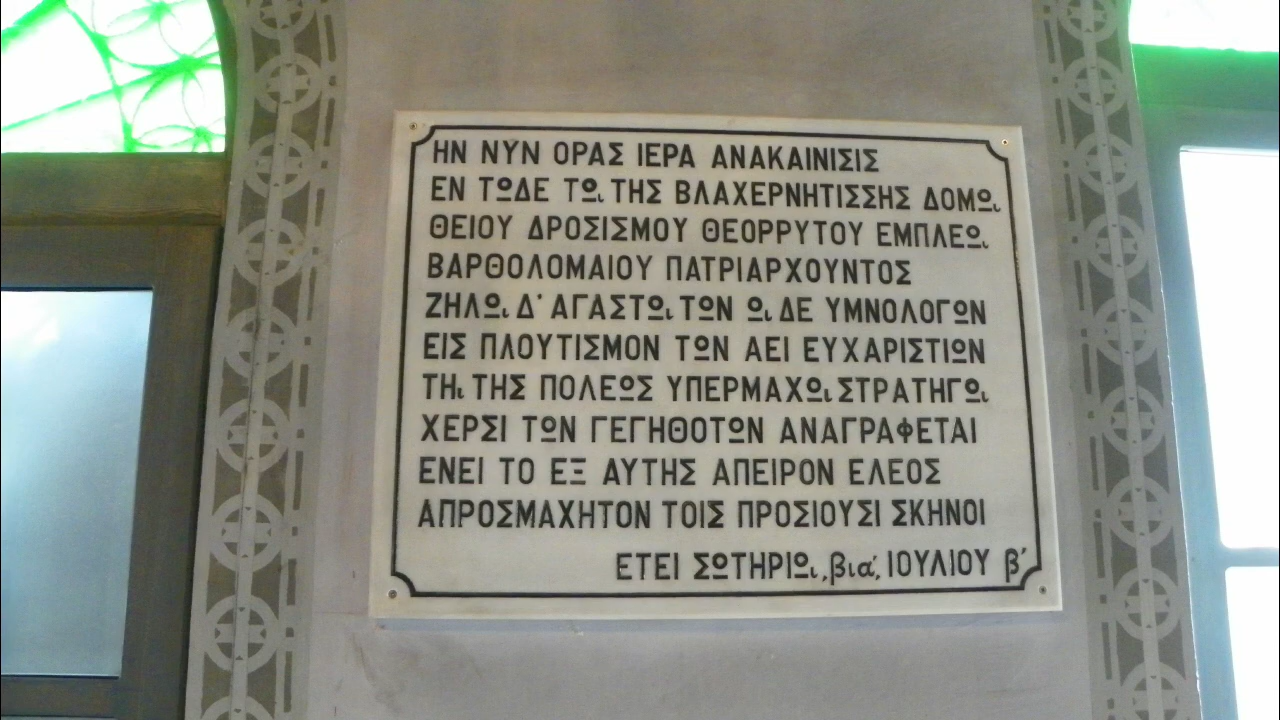 ΗΝ ΝΥΝ ΟΡΑΣ ΙΕΡΑ ΑΝΑΚΑΙΝΙΣΙΣ
ΕΝ ΤΩΔΕ ΤΩι ΤΗΣ ΒΛΑΧΕΡΝΗΤΙΣΣΗΣ ΔΟΜΩι
ΘΕΙΟΥ ΔΡΟΣΙΣΜΟΥ ΘΕΟΡΡΥΤΟΥ ΕΜΠΛΕΩι
ΒΑΡΘΟΛΟΜΑΙΟΥ ΠΑΤΡΙΑΡΧΟΥΝΤΟΣ
ΖΗΛΩι Δ' ΑΓΑΣΤΩι ΤΩΝ ΩιΔΕ ΥΜΝΟΛΟΓΩΝ
ΕΙΣ ΠΛΟΥΤΙΣΜΟΝ ΤΩΝ ΑΕΙ ΕΥΧΑΡΙΣΤΙΩΝ
ΤΗι ΤΗΣ ΠΟΛΕΩΣ ΥΠΕΡΜΑΧΩι ΣΤΡΑΤΗΓΩι
ΧΕΡΣΙ ΤΩΝ ΓΕΓΗΘΟΤΩΝ ΑΝΑΓΡΑΦΕΤΑΙ
ΕΝΕΙ ΤΟ ΕΞ ΑΥΤΗΣ ΑΠΕΙΡΟΝ ΕΛΕΟΣ
ΑΠΡΟΣΜΑΧΗΤΟΝ ΤΟΙΣ ΠΡΟΣΙΟΥΣΙ ΣΚΗΝΟΙ
ΕΤΕΙ ΣΩΤΗΡΙΩι ͵βια΄, ΙΟΥΛΙΟΥ β΄